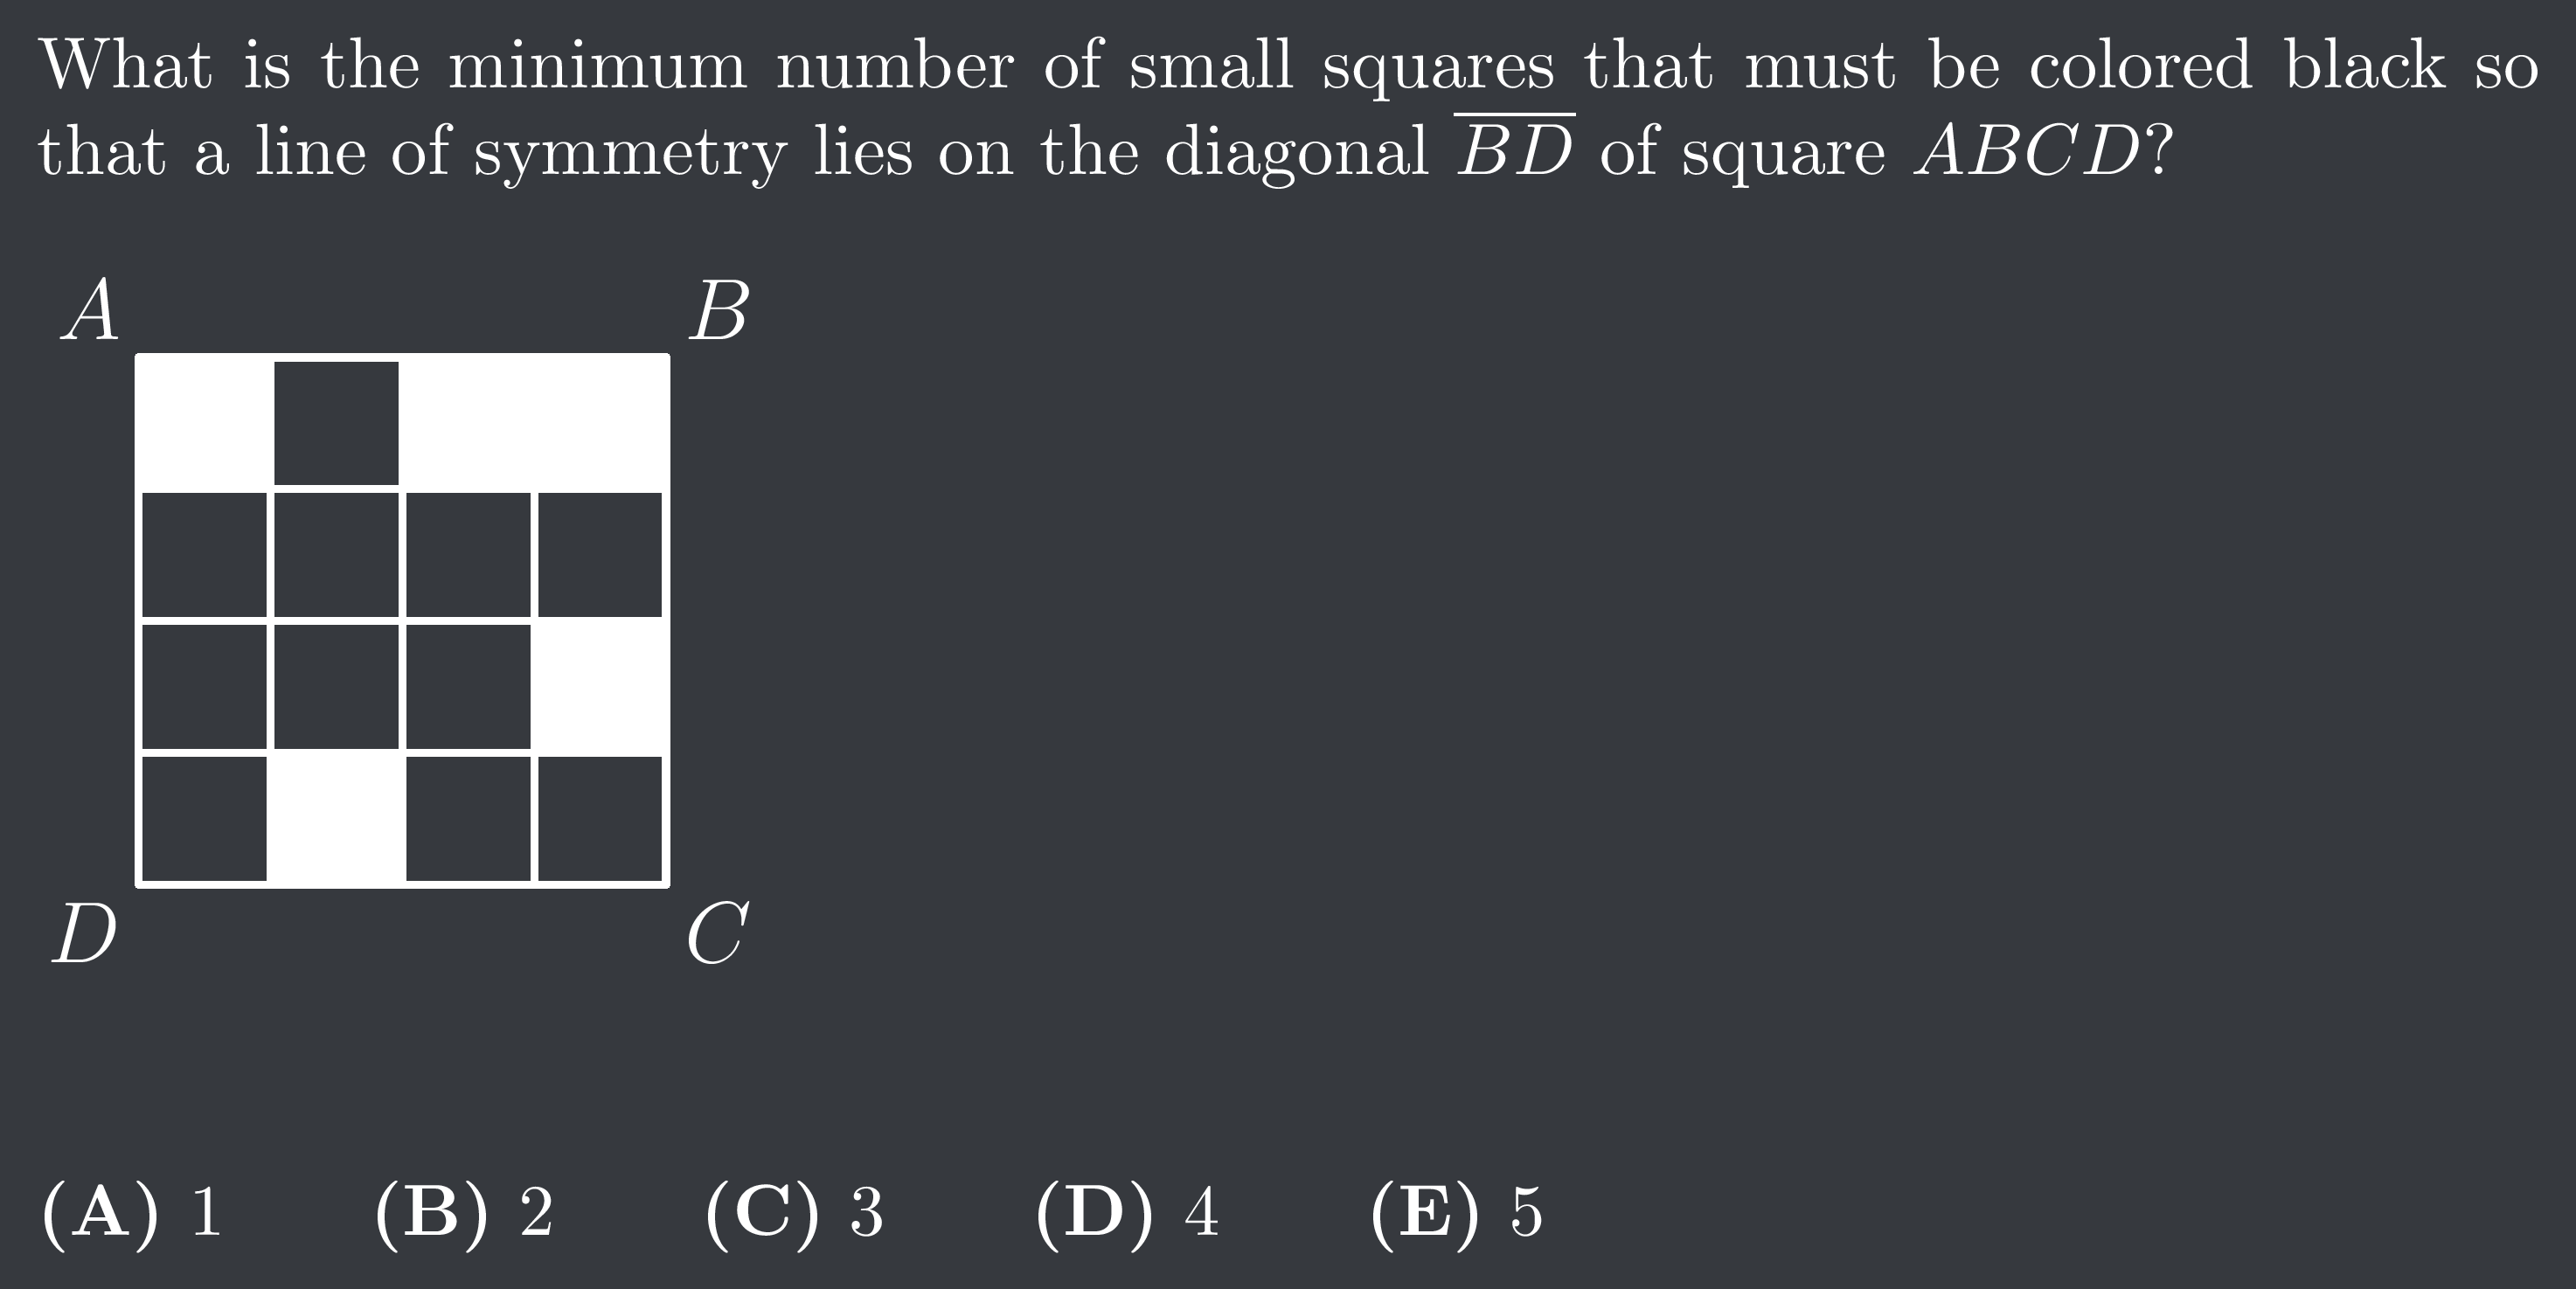 What is the minimum number of small squares that must be colored black so
that a line of symmetry lies on the diagonal $\overline{BD}$ of square $ABCD$?
A B
D C
(A) 1 (B) 2 (C) 3 (D) 4 (E) 5